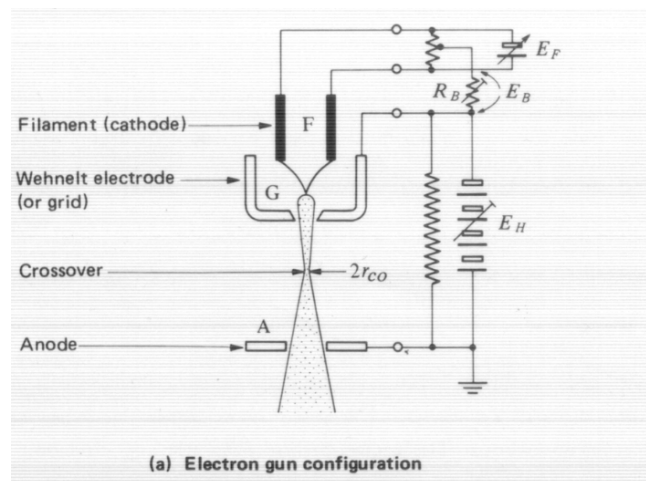 E_F
R_B
E_B
Filament (cathode)
F
Wehnelt electrode
(or grid)
G
E_H
Crossover
2r_co
A
Anode
(a) Electron gun configuration